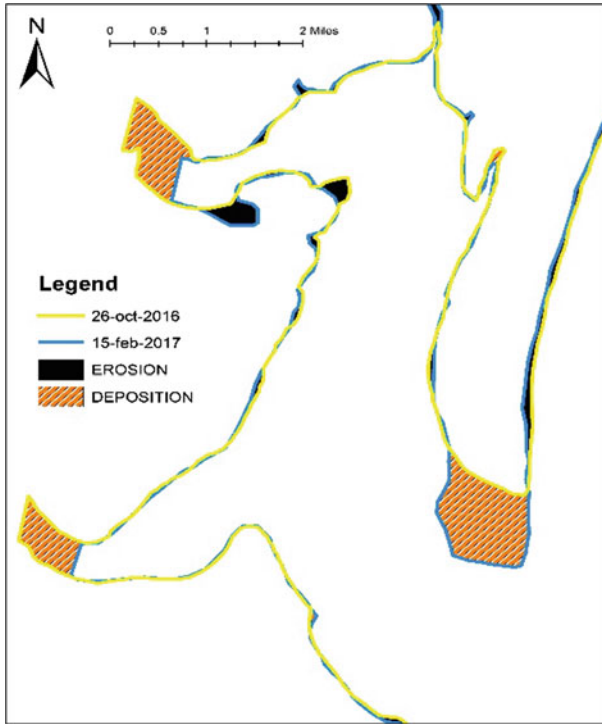 N
0 0.5 1 2 Miles
Legend
26-oct-2016
15-feb-2017
EROSION
DEPOSITION